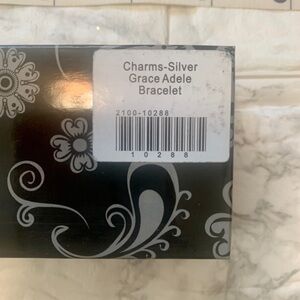 Charms-Silver
Grace Adele
Bracelet
2100-10288
10288